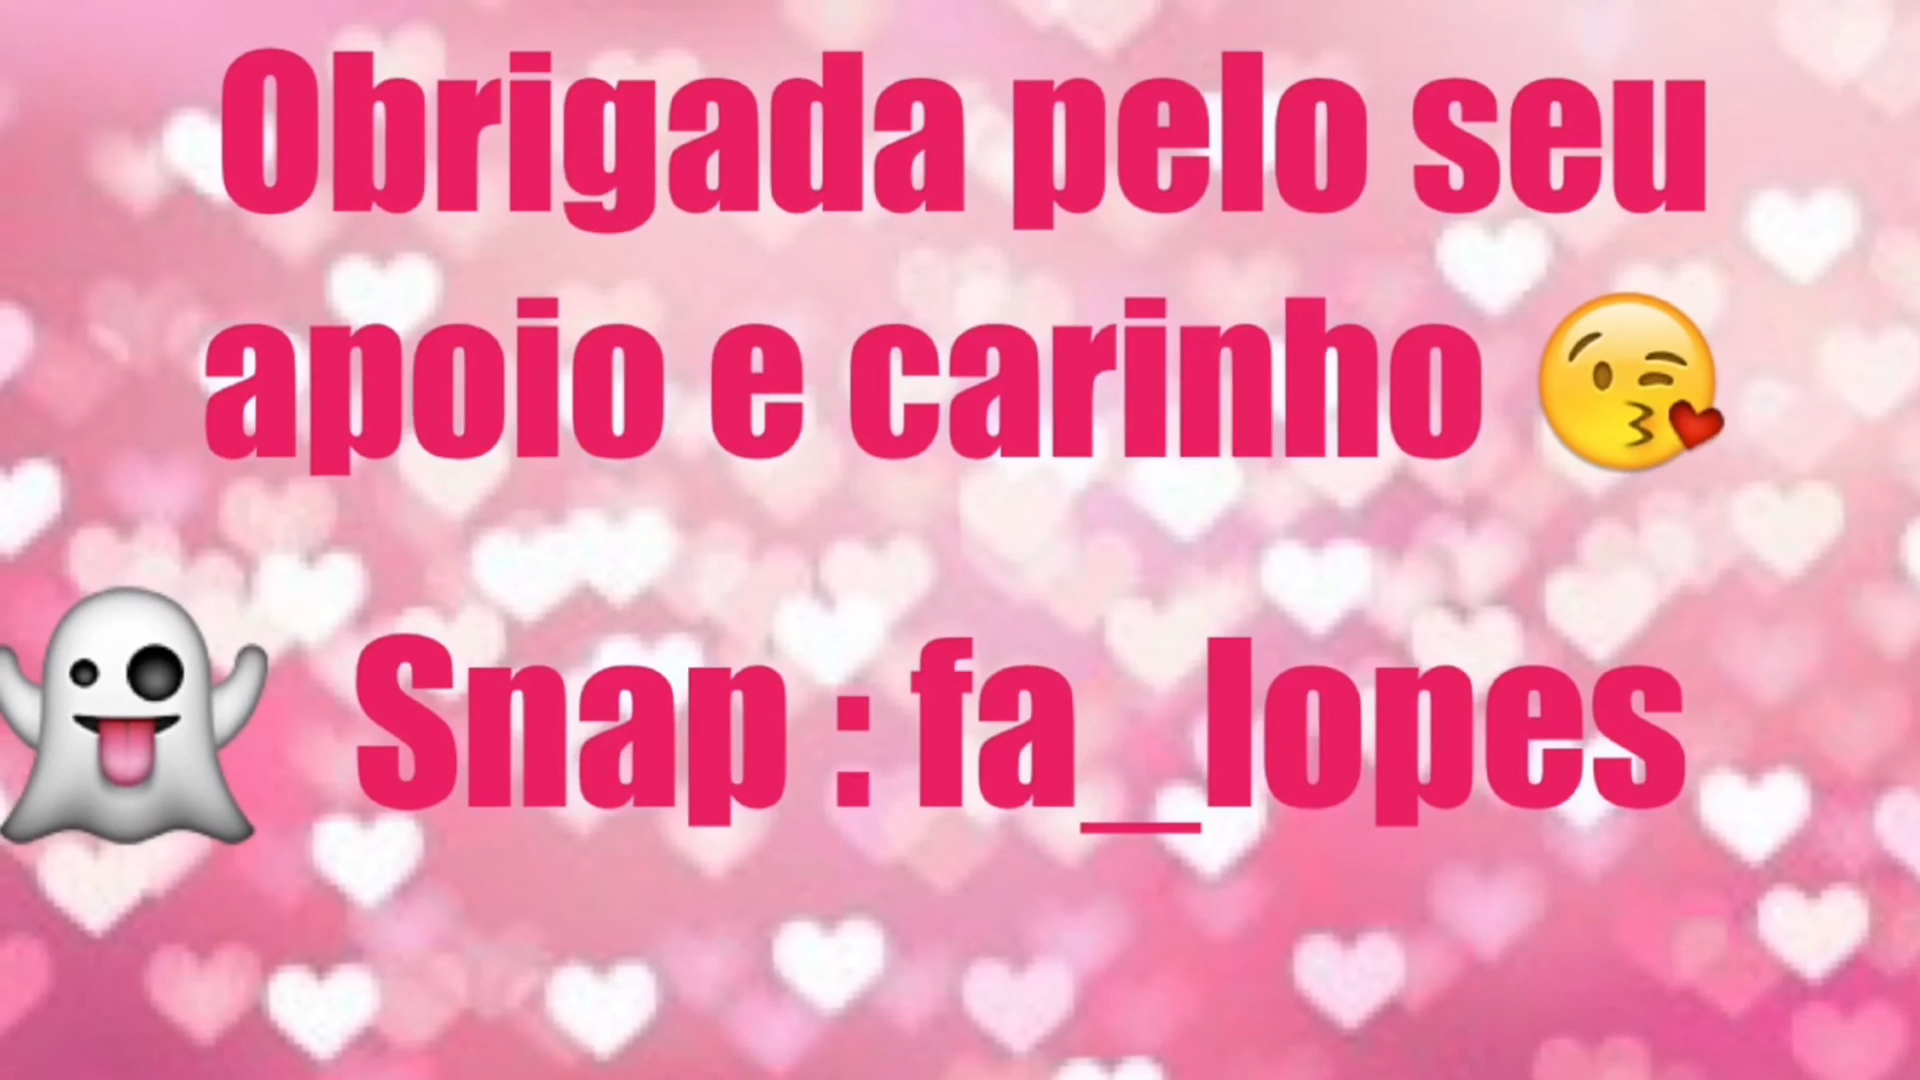 Obrigada pelo seu
apoio e carinho 😘
👻 Snap : fa_lopes